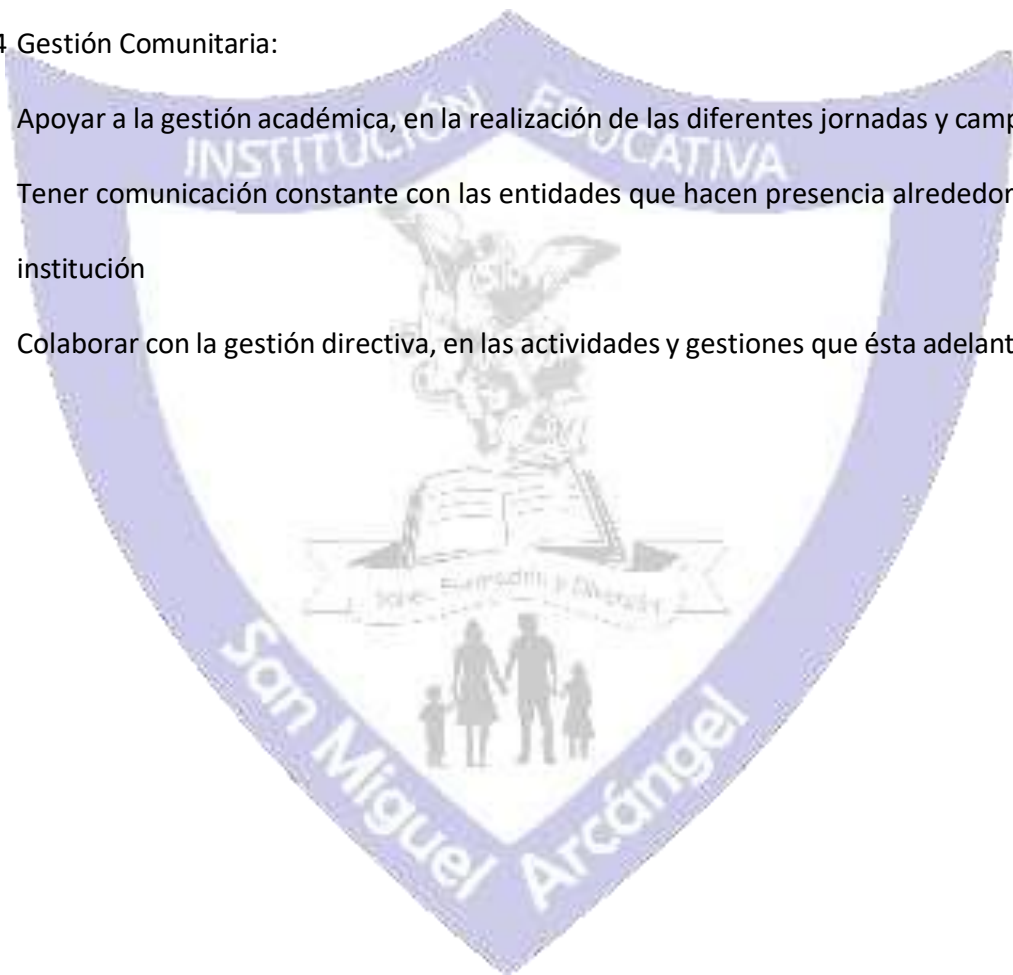 4 Gestión Comunitaria:
Apoyar a la gestión académica, en la realización de las diferentes jornadas y camp
Tener comunicación constante con las entidades que hacen presencia alrededor
institución
Colaborar con la gestión directiva, en las actividades y gestiones que ésta adelant
INSTITUCIÓN EDUCATIVA
San Miguel Arcángel